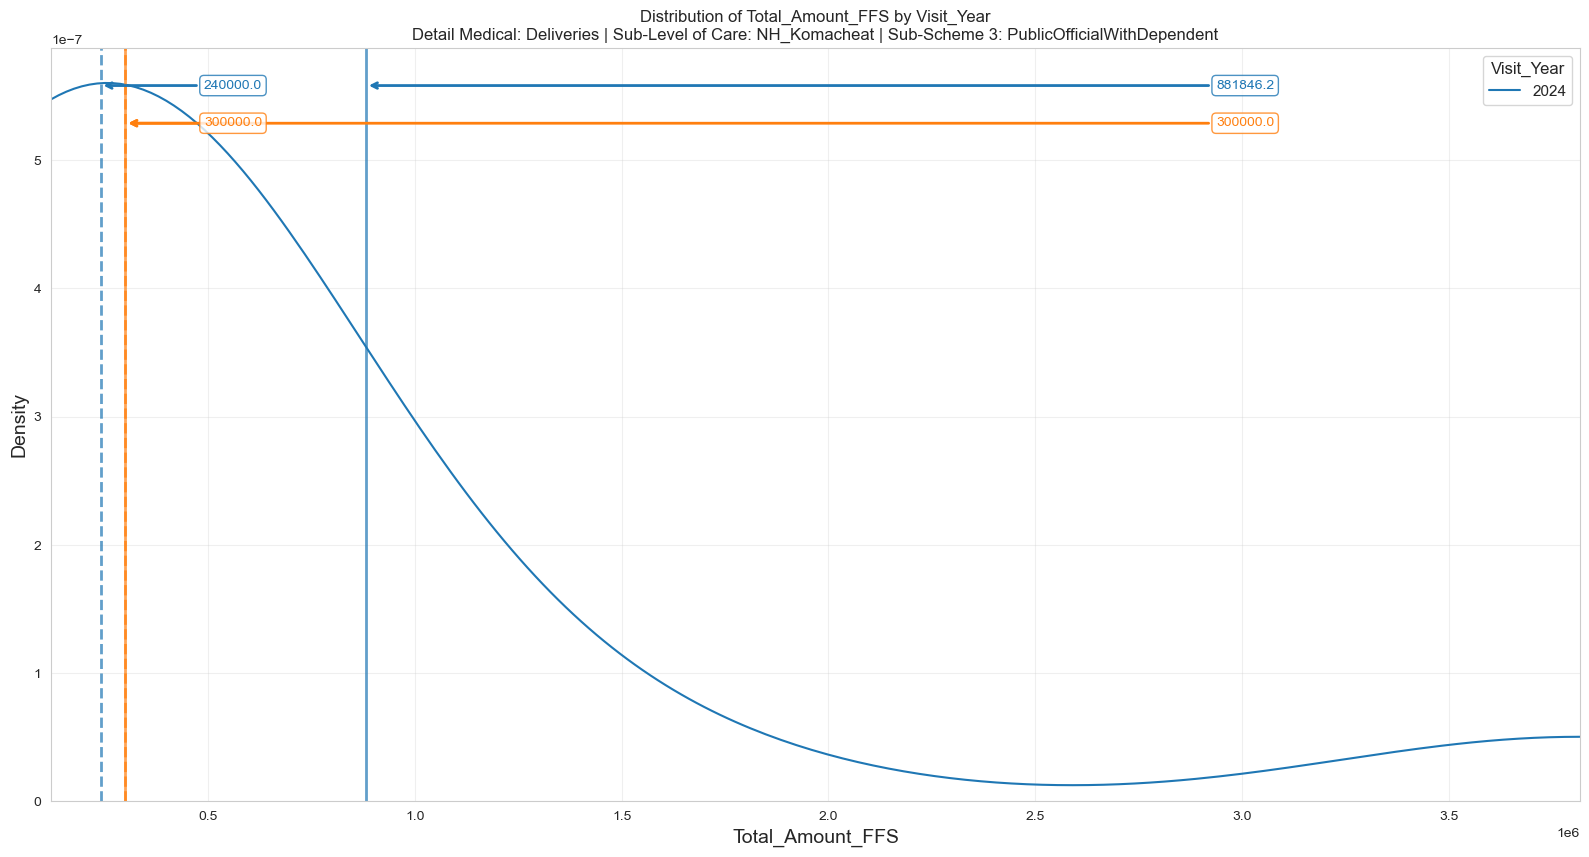 Distribution of Total_Amount_FFS by Visit_Year
Detail Medical: Deliveries | Sub-Level of Care: NH_Komacheat | Sub-Scheme 3: PublicOfficialWithDependent
1e−7
Visit_Year
2024
240000.0
881846.2
300000.0
300000.0
5
4
3
2
1
0
Density
0.5
1.0
1.5
2.0
2.5
3.0
3.5
1e6
Total_Amount_FFS